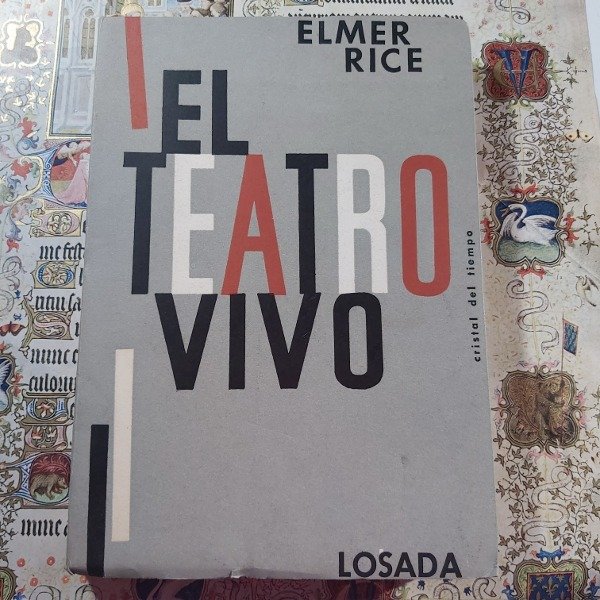 ELMER
RICE
EL
TEATRO
VIVO
cristal del tiempo
LOSADA